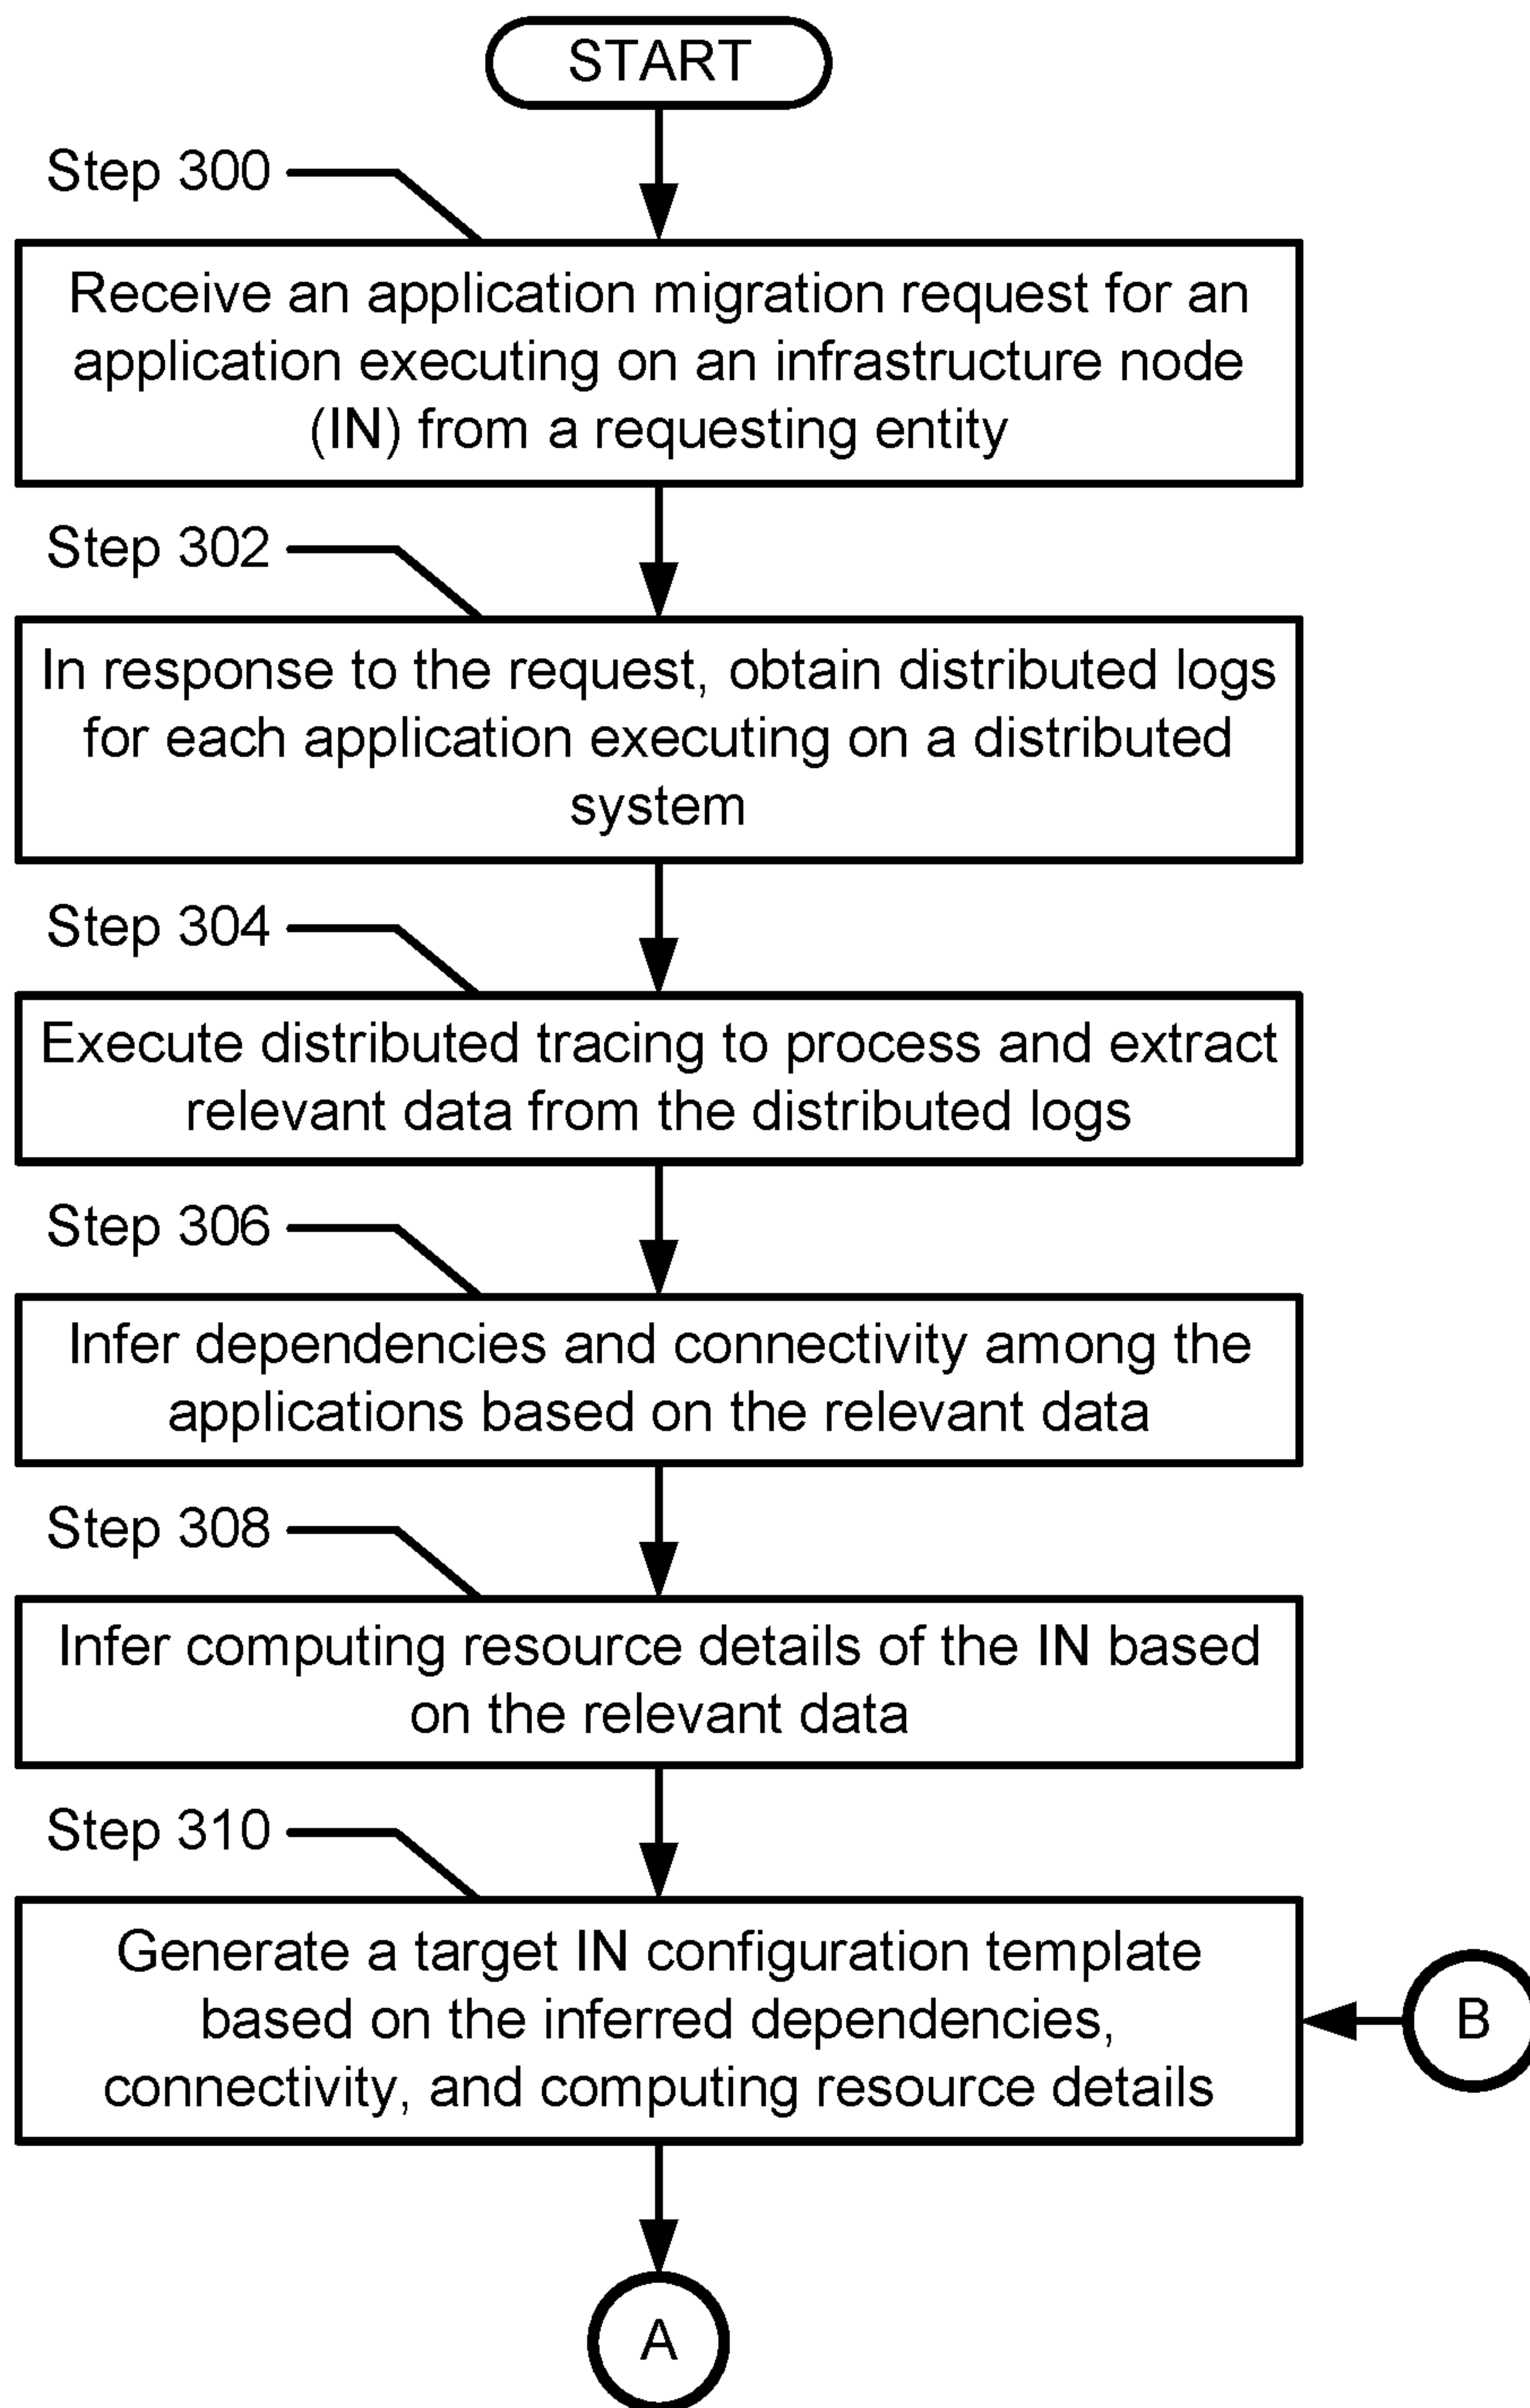 START
Step 300
Receive an application migration request for an
application executing on an infrastructure node
(IN) from a requesting entity
Step 302
In response to the request, obtain distributed logs
for each application executing on a distributed
system
Step 304
Execute distributed tracing to process and extract
relevant data from the distributed logs
Step 306
Infer dependencies and connectivity among the
applications based on the relevant data
Step 308
Infer computing resource details of the IN based
on the relevant data
Step 310
Generate a target IN configuration template
based on the inferred dependencies,
connectivity, and computing resource details
B
A